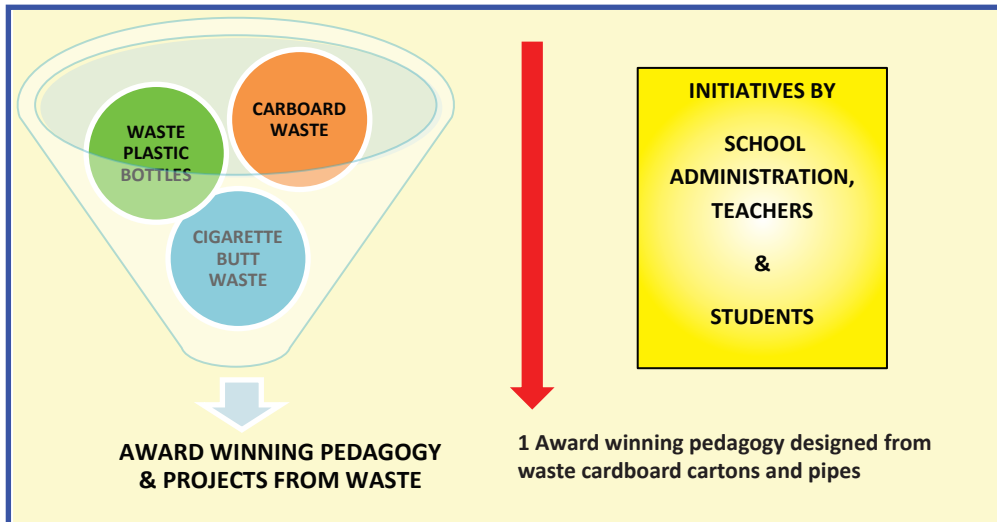 WASTE
PLASTIC
BOTTLES
CARBOARD
WASTE
CIGARETTE
BUTT
WASTE
AWARD WINNING PEDAGOGY
& PROJECTS FROM WASTE
INITIATIVES BY
SCHOOL
ADMINISTRATION,
TEACHERS
&
STUDENTS
1 Award winning pedagogy designed from
waste cardboard cartons and pipes